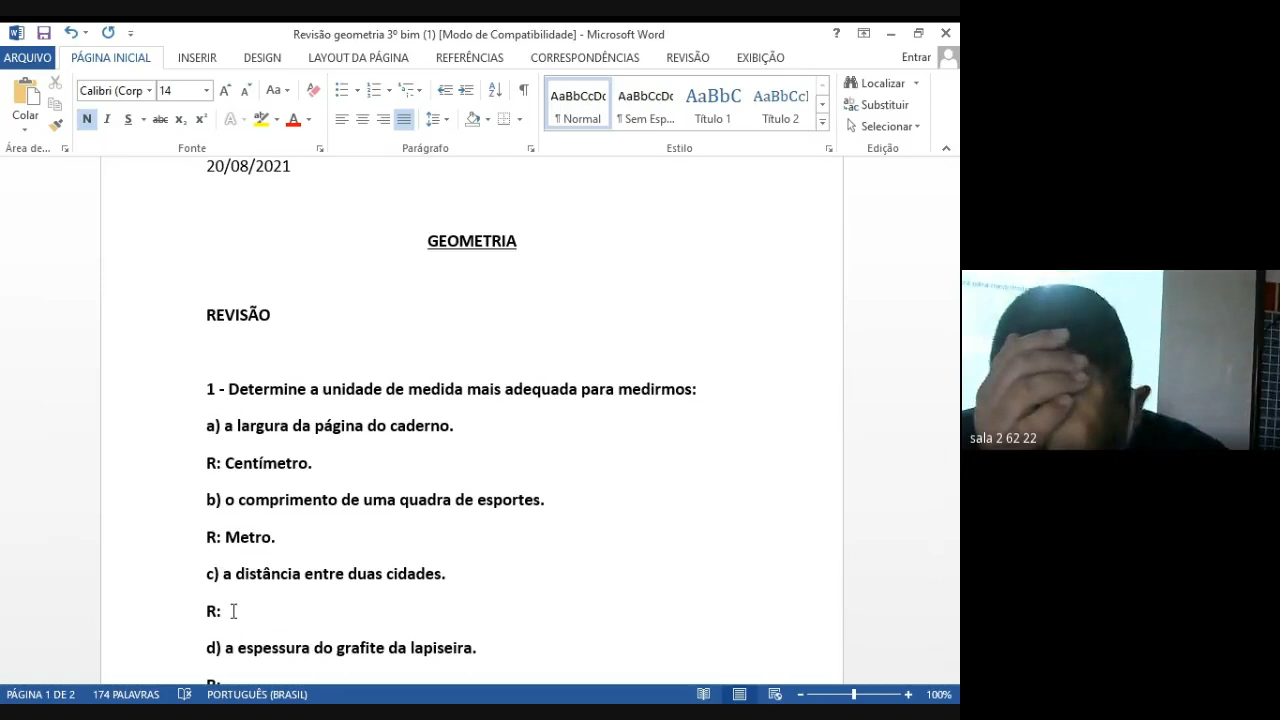 Revisão geometria 3º bim (1) [Modo de Compatibilidade] - Microsoft Word
ARQUIVO PÁGINA INICIAL INSERIR DESIGN LAYOUT DA PÁGINA REFERÊNCIAS CORRESPONDÊNCIAS REVISÃO EXIBIÇÃO Entrar
Colar
Calibri (Corp 14
Aa
N I S abc x₂ x² A A
AaBbCcDc AaBbCcDc AaBbC AaBbCcI
¶ Normal ¶ Sem Esp... Título 1 Título 2
Localizar
Substituir
Selecionar
Área de... Fonte Parágrafo Estilo Edição
20/08/2021
GEOMETRIA
REVISÃO
1 - Determine a unidade de medida mais adequada para medirmos:
a) a largura da página do caderno.
R: Centímetro.
b) o comprimento de uma quadra de esportes.
R: Metro.
c) a distância entre duas cidades.
R:
d) a espessura do grafite da lapiseira.
R:
PÁGINA 1 DE 2 174 PALAVRAS PORTUGUÊS (BRASIL) 100%
sala 2 62 22